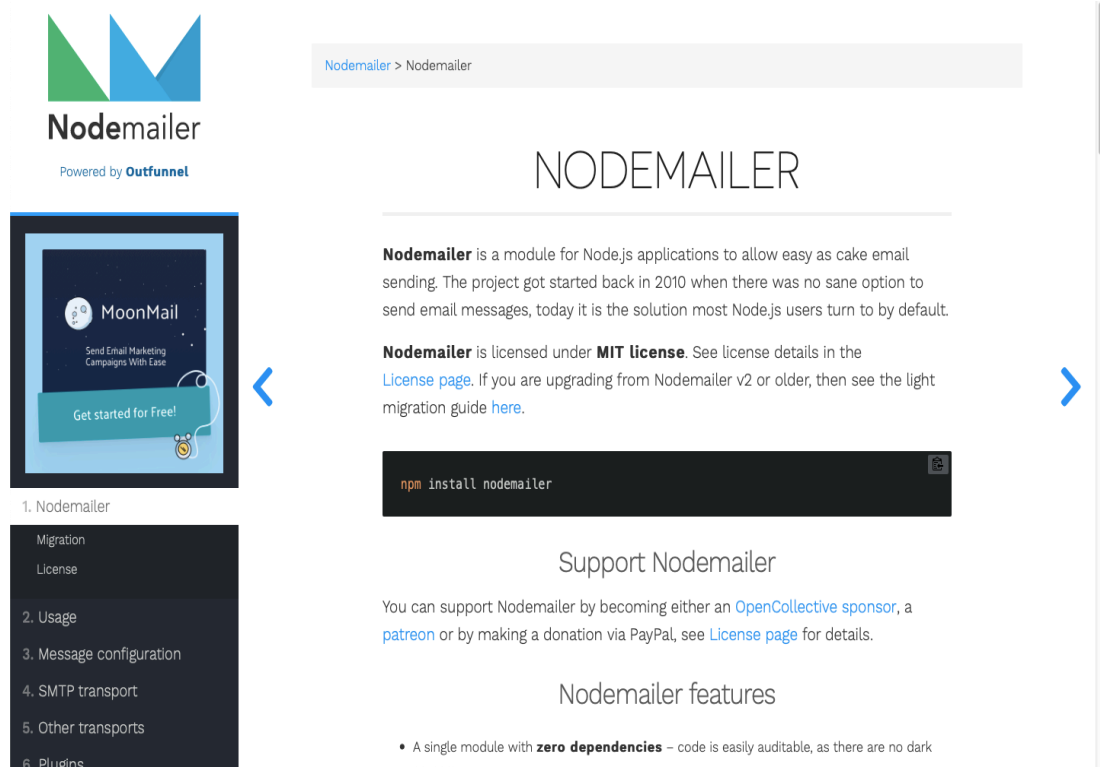 Nodemailer
Powered by Outfunnel
MoonMail
Send Email Marketing
Campaigns With Ease
Get started for Free!
1. Nodemailer
Migration
License
2. Usage
3. Message configuration
4. SMTP transport
5. Other transports
6. Plugins
Nodemailer > Nodemailer
NODEMAILER
Nodemailer is a module for Node.js applications to allow easy as cake email
sending. The project got started back in 2010 when there was no sane option to
send email messages, today it is the solution most Node.js users turn to by default.
Nodemailer is licensed under MIT license. See license details in the
License page. If you are upgrading from Nodemailer v2 or older, then see the light
migration guide here.
npm install nodemailer
Support Nodemailer
You can support Nodemailer by becoming either an OpenCollective sponsor, a
patreon or by making a donation via PayPal, see License page for details.
Nodemailer features
• A single module with zero dependencies – code is easily auditable, as there are no dark